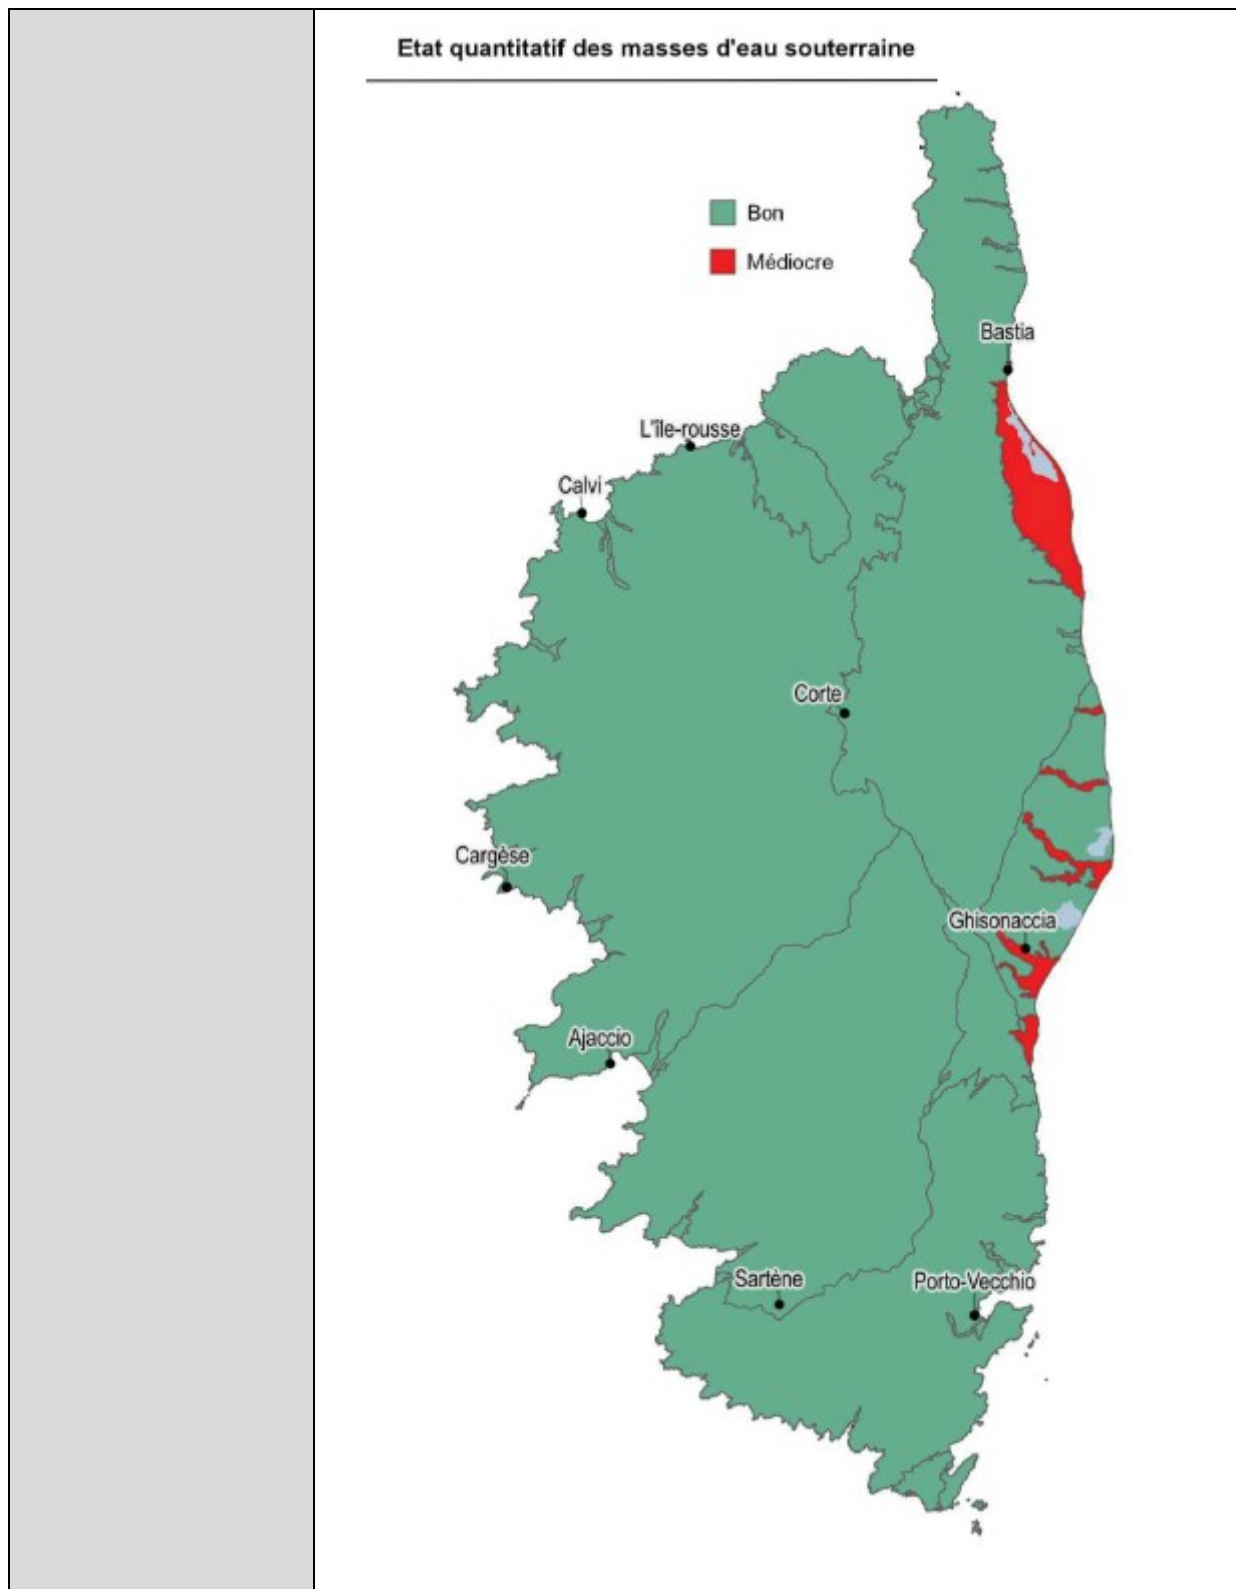 Etat quantitatif des masses d'eau souterraine
Bon
Médiocre
Bastia
L'île-rousse
Calvi
Corte
Cargèse
Ghisonaccia
Ajaccio
Sartène
Porto-Vecchio